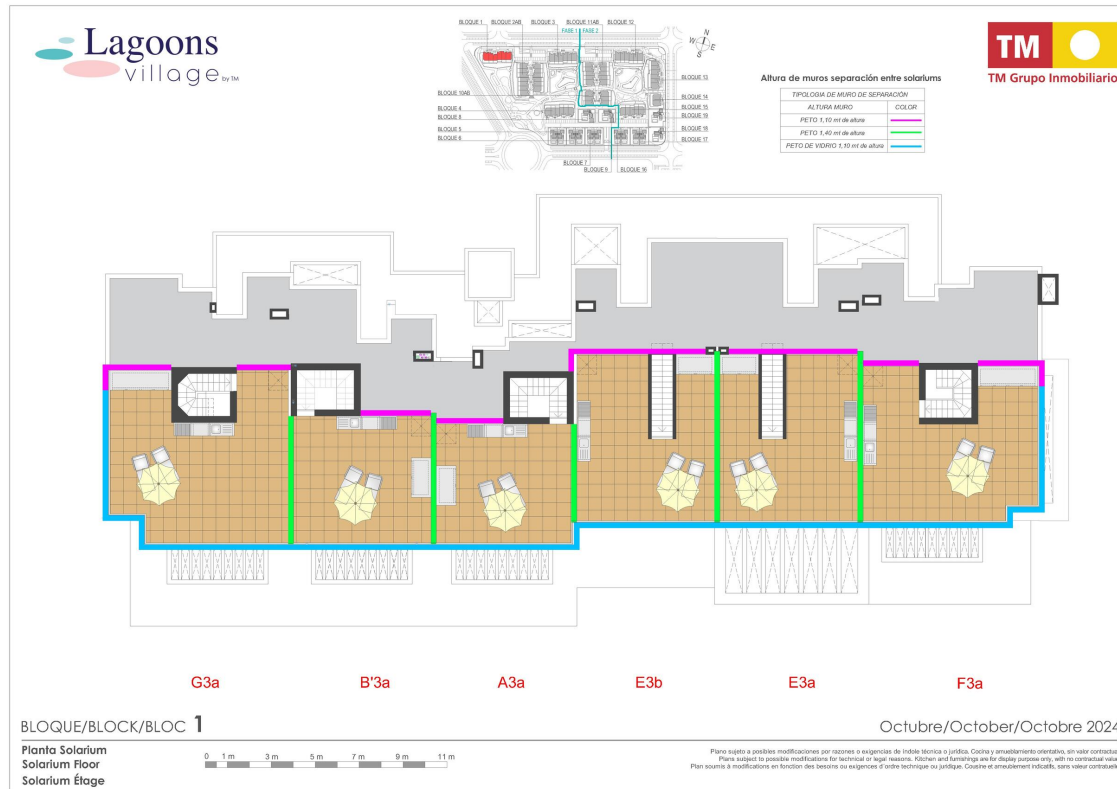 Lagoons
village by TM
BLOQUE 1
BLOQUE 2AB
BLOQUE 3
BLOQUE 11AB
BLOQUE 12
FASE 1
FASE 2
N
W
E
S
BLOQUE 13
BLOQUE 10AB
BLOQUE 14
BLOQUE 4
BLOQUE 15
BLOQUE 5
BLOQUE 6
BLOQUE 17
BLOQUE 7
BLOQUE 9
BLOQUE 16
TM
TM Grupo Inmobiliario
Altura de muros separación entre solariums
TIPOLOGIA DE MURO DE SEPARACIÓN
ALTURA MURO COLOR
PETO 1,10 mt de altura
PETO 1,40 mt de altura
PETO DE VIDRIO 1,10 mt de altura
G3a B'3a A3a E3b E3a F3a
BLOQUE/BLOCK/BLOC 1
Octubre/October/Octobre 2024
Planta Solarium
Solarium Floor
Solarium Étage
0 1 m 3 m 5 m 7 m 9 m 11 m
Plano sujeto a posibles modificaciones por razones o exigencias de índole técnica o jurídica. Cocina y amueblamiento orientativo, sin valor contractual
Plans subject to possible modifications for technical or legal reasons. Kitchen and furnishings are for display purpose only, with no contractual value
Plan soumis à modifications en fonction des besoins ou exigences d'ordre technique ou juridique. Cousine et ameublement indicatifs, sans valeur contratuelle